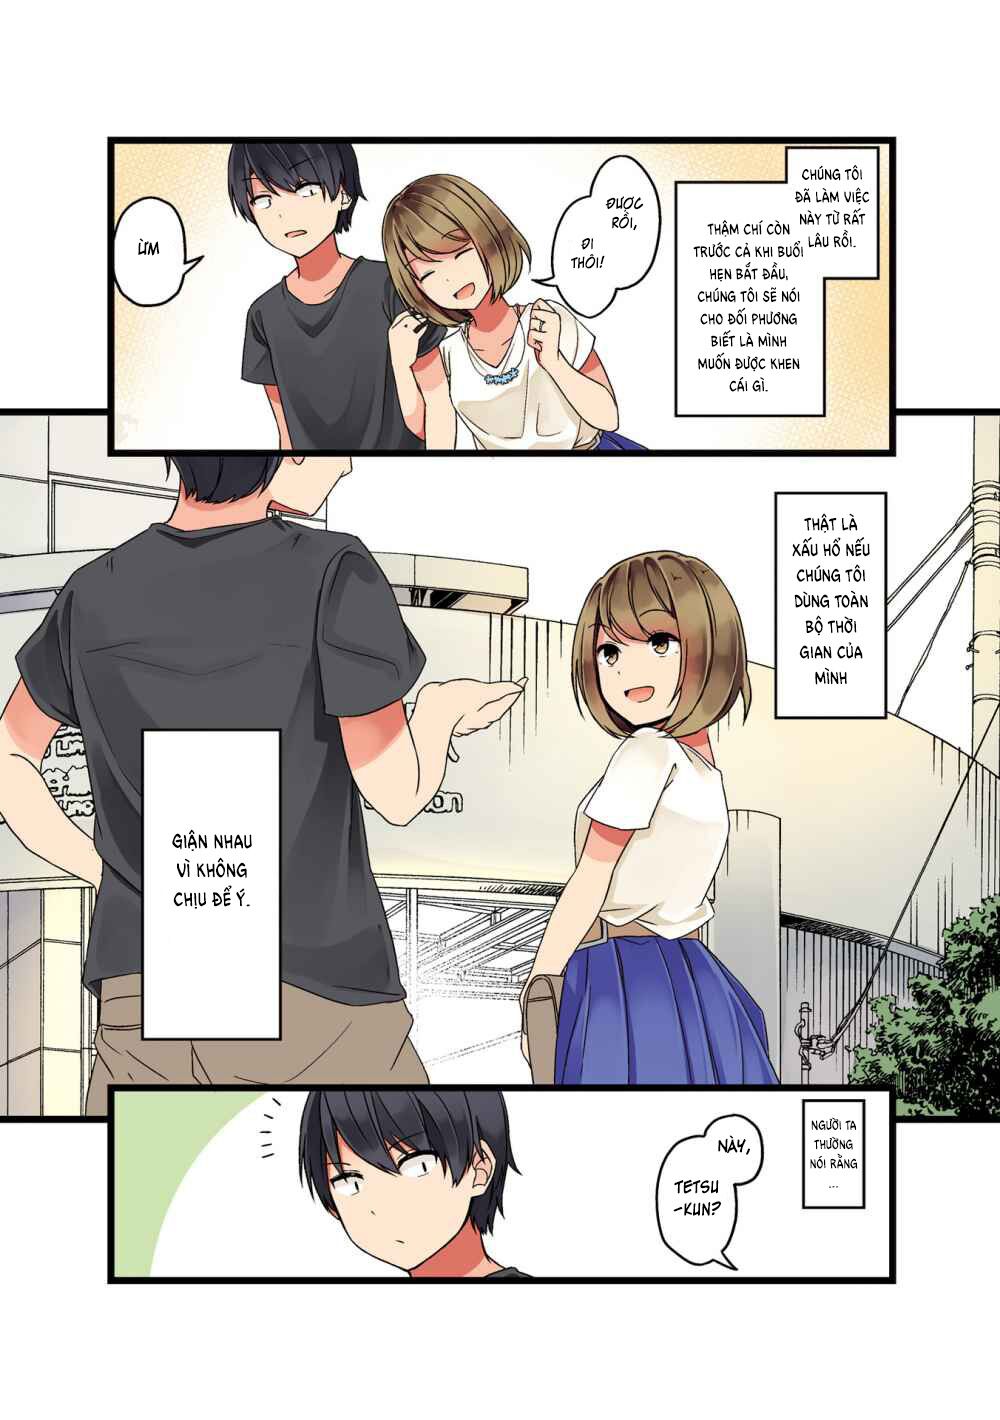 CHÚNG TÔI
ĐÃ LÀM VIỆC
NÀY TỪ RẤT
LÂU RỒI.
THẬM CHÍ CÒN
TRƯỚC CẢ KHI BUỔI
HẸN BẮT ĐẦU,
CHÚNG TÔI SẼ NÓI
CHO ĐỐI PHƯƠNG
BIẾT LÀ MÌNH
MUỐN ĐƯỢC KHEN
CÁI GÌ.
ĐƯỢC
RỒI,
ĐI
THÔI!
ỪM
THẬT LÀ
XẤU HỔ NẾU
CHÚNG TÔI
DÙNG TOÀN
BỘ THỜI
GIAN CỦA
MÌNH
GIẬN NHAU
VÌ KHÔNG
CHỊU ĐỂ Ý.
NGƯỜI TA
THƯỜNG
NÓI RẰNG
...
NÀY,
TETSU
-KUN?